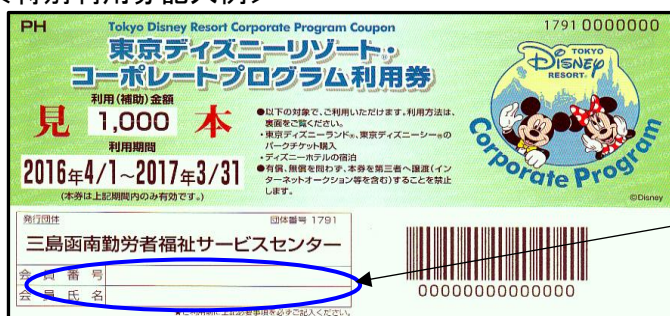 PH
Tokyo Disney Resort Corporate Program Coupon
1791 0000000
東京ディズニーリゾート・
コーポレートプログラム利用券
利用(補助)金額
見 1,000 本
利用期間
2016年4/1～2017年3/31
(本券は上記期間内のみ有効です。)
●以下の対象で、ご利用いただけます。利用方法は、
裏面をご覧ください。
・東京ディズニーランド®、東京ディズニーシー®の
パークチケット購入
・ディズニーホテルの宿泊
●有償、無償を問わず、本券を第三者へ譲渡(イン
ターネットオークション等を含む)することを禁止
します。
TOKYO
Disney
RESORT
Corporate Program
©Disney
発行団体
団体番号 1791
三島函南勤労者福祉サービスセンター
会員番号
会員氏名
00000000000000